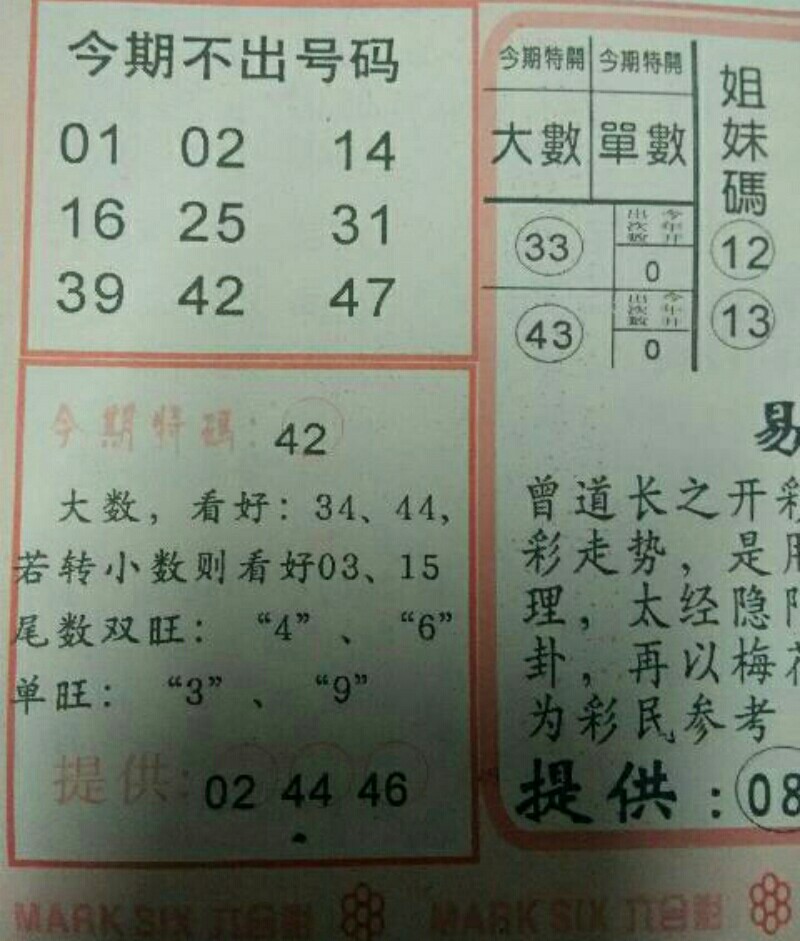 今期不出号码
01 02 14
16 25 31
39 42 47
今期特碼: 42
大数，看好：34、44，
若转小数则看好03、15
尾数双旺：“4”、“6”
单旺：“3”、“9”
提供: 02 44 46
今期特開 今期特開
大數 單數
33 今年开出次數 0
43 今年开出次數 0
姐妹碼
12
13
易
曾道长之开彩
彩走势，是用
理，太经隐阴
卦，再以梅花
为彩民参考
提供：08
MARK SIX 六合彩 MARK SIX 六合彩